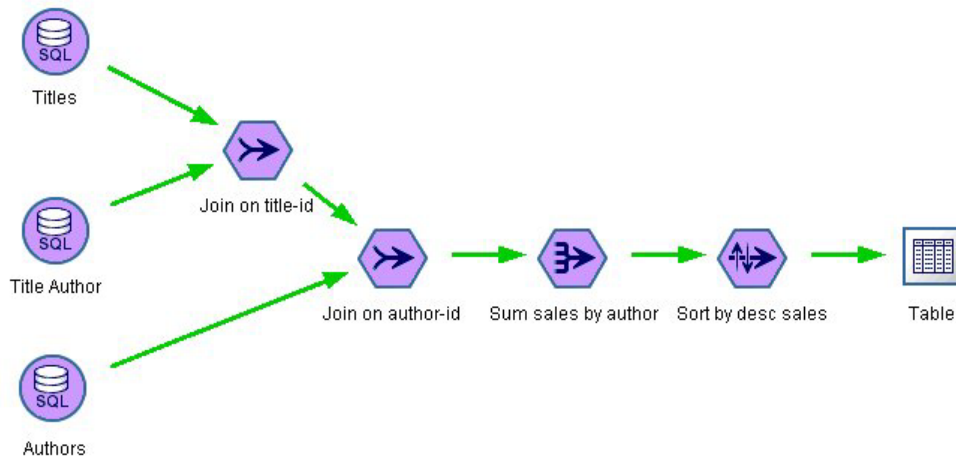 SQL
Titles
Join on title-id
SQL
Title Author
Join on author-id
Sum sales by author
Sort by desc sales
Table
SQL
Authors